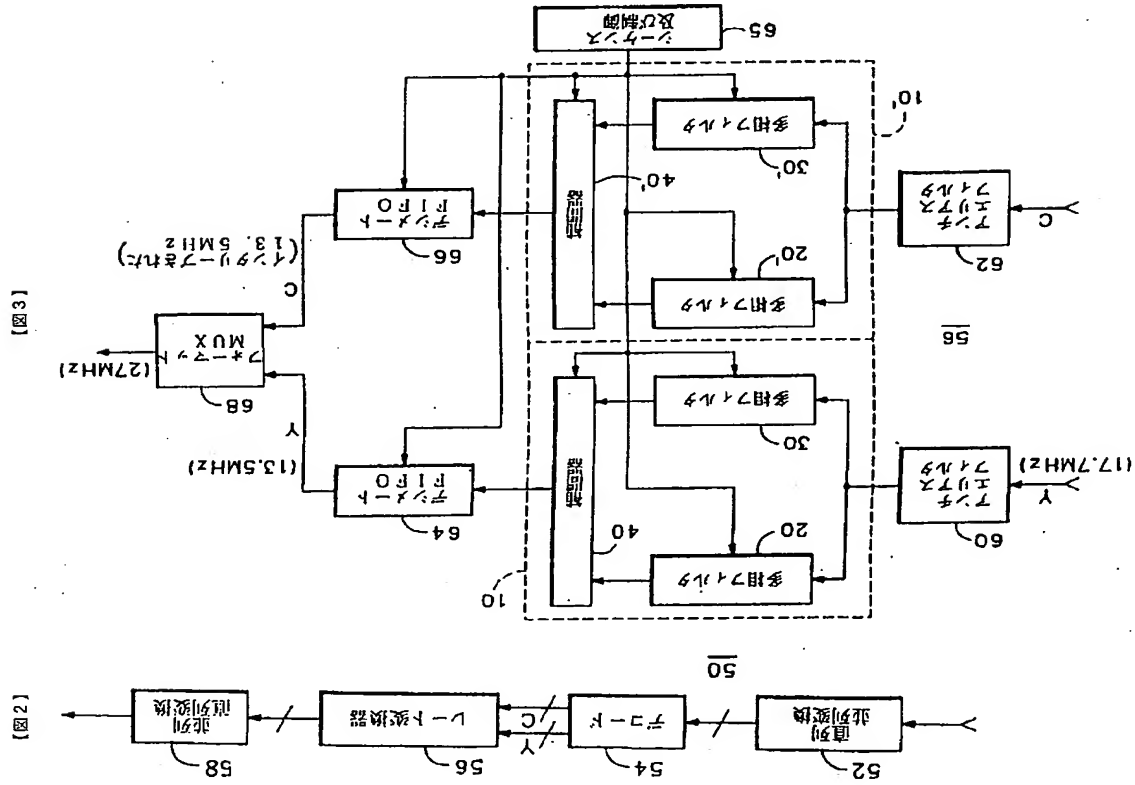 【図2】
52
直列
並列変換
54
デコード
Y
C
56
レート変換器
58
並列
直列変換
50
【図3】
60
Y
(17.7MHz)
アンチ
エリアス
フィルタ
10
20
多相フィルタ
30
多相フィルタ
40
補間器
64
デシメート
FIFO
(13.5MHz)
Y
68
フォーマット
MUX
(27MHz)
56
62
C
アンチ
エリアス
フィルタ
10'
20'
多相フィルタ
30'
多相フィルタ
40'
補間器
66
デシメート
FIFO
C
(インタリーブされた)
13.5MHz
65
シーケンス
及び制御